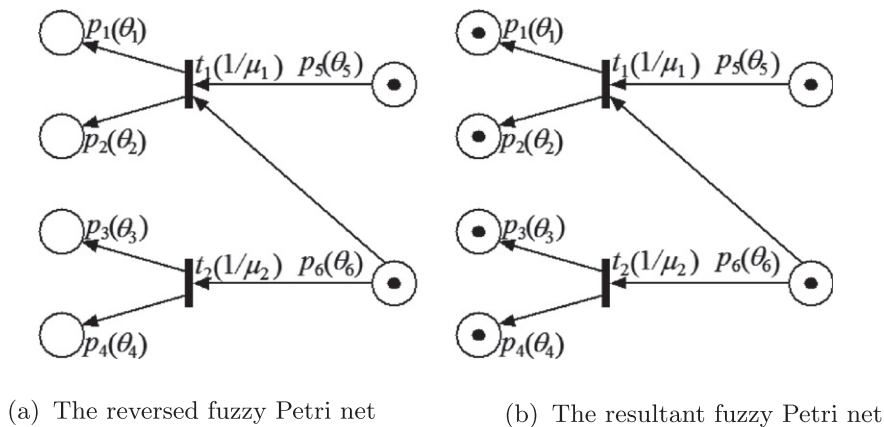 p₁(θ₁) p₁(θ₁)
t₁(1/μ₁) p₅(θ₅) t₁(1/μ₁) p₅(θ₅)
p₂(θ₂) p₂(θ₂)
p₃(θ₃) p₃(θ₃)
t₂(1/μ₂) p₆(θ₆) t₂(1/μ₂) p₆(θ₆)
p₄(θ₄) p₄(θ₄)
(a) The reversed fuzzy Petri net (b) The resultant fuzzy Petri net